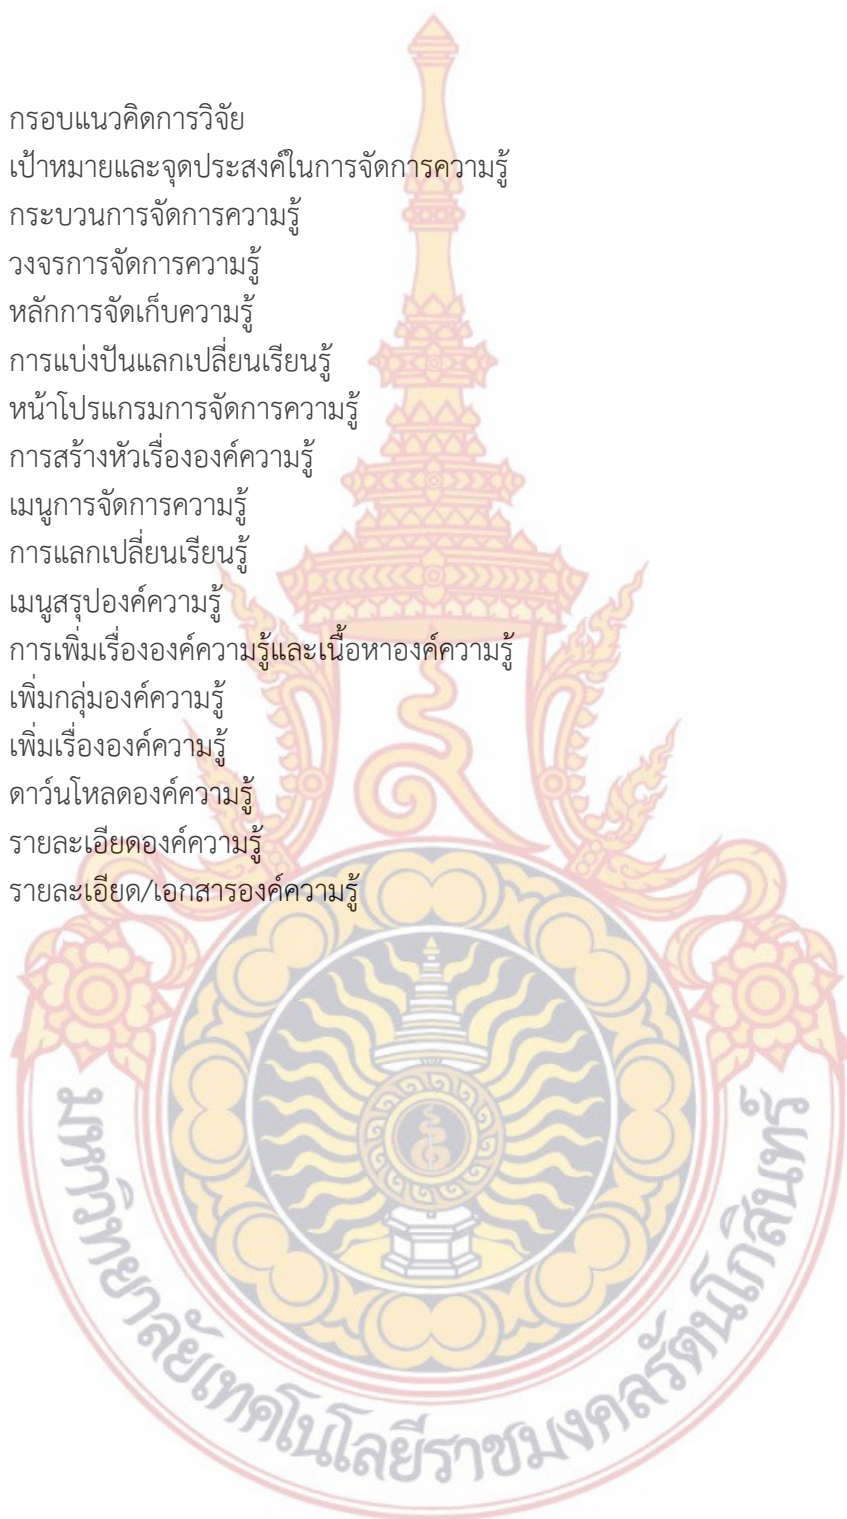 กรอบแนวคิดการวิจัย
เป้าหมายและจุดประสงค์ในการจัดการความรู้
กระบวนการจัดการความรู้
วงจรการจัดการความรู้
หลักการจัดเก็บความรู้
การแบ่งปันแลกเปลี่ยนเรียนรู้
หน้าโปรแกรมการจัดการความรู้
การสร้างหัวเรื่ององค์ความรู้
เมนูการจัดการความรู้
การแลกเปลี่ยนเรียนรู้
เมนูสรุปองค์ความรู้
การเพิ่มเรื่ององค์ความรู้และเนื้อหาองค์ความรู้
เพิ่มกลุ่มองค์ความรู้
เพิ่มเรื่ององค์ความรู้
ดาว์นโหลดองค์ความรู้
รายละเอียดองค์ความรู้
รายละเอียด/เอกสารองค์ความรู้
มหาวิทยาลัยเทคโนโลยีราชมงคลรัตนโกสินทร์